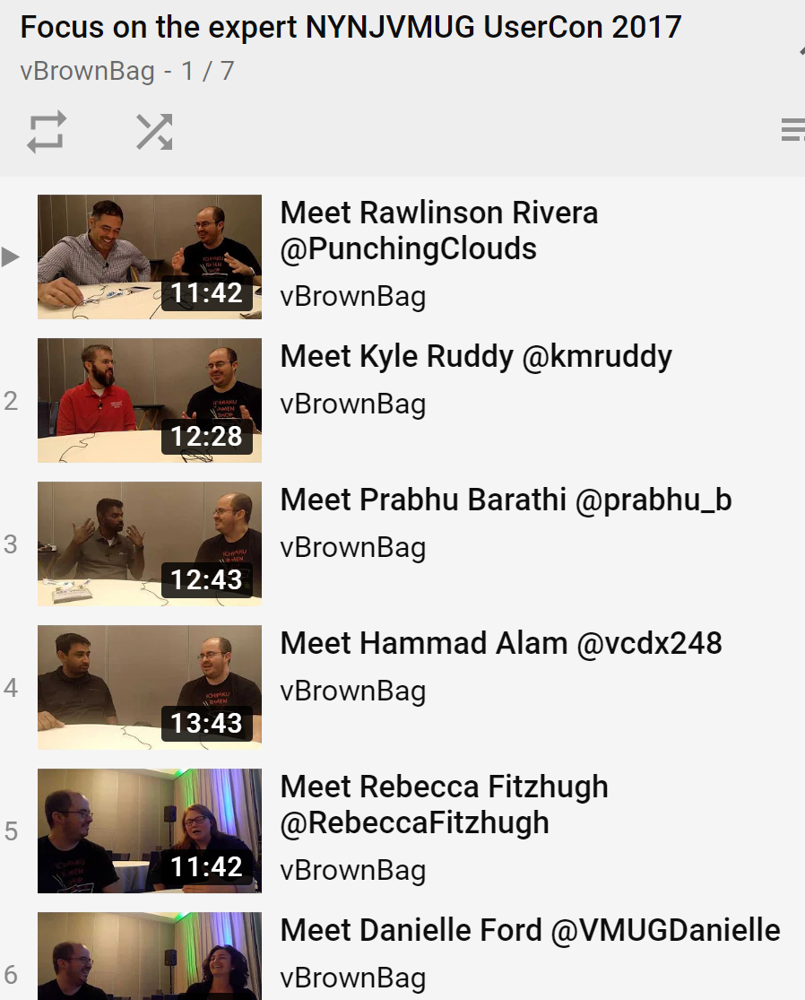 Focus on the expert NYNJVMUG UserCon 2017
vBrownBag - 1 / 7
Meet Rawlinson Rivera
@PunchingClouds
vBrownBag
11:42
2
Meet Kyle Ruddy @kmruddy
vBrownBag
12:28
3
Meet Prabhu Barathi @prabhu_b
vBrownBag
12:43
4
Meet Hammad Alam @vcdx248
vBrownBag
13:43
5
Meet Rebecca Fitzhugh
@RebeccaFitzhugh
vBrownBag
11:42
6
Meet Danielle Ford @VMUGDanielle
vBrownBag